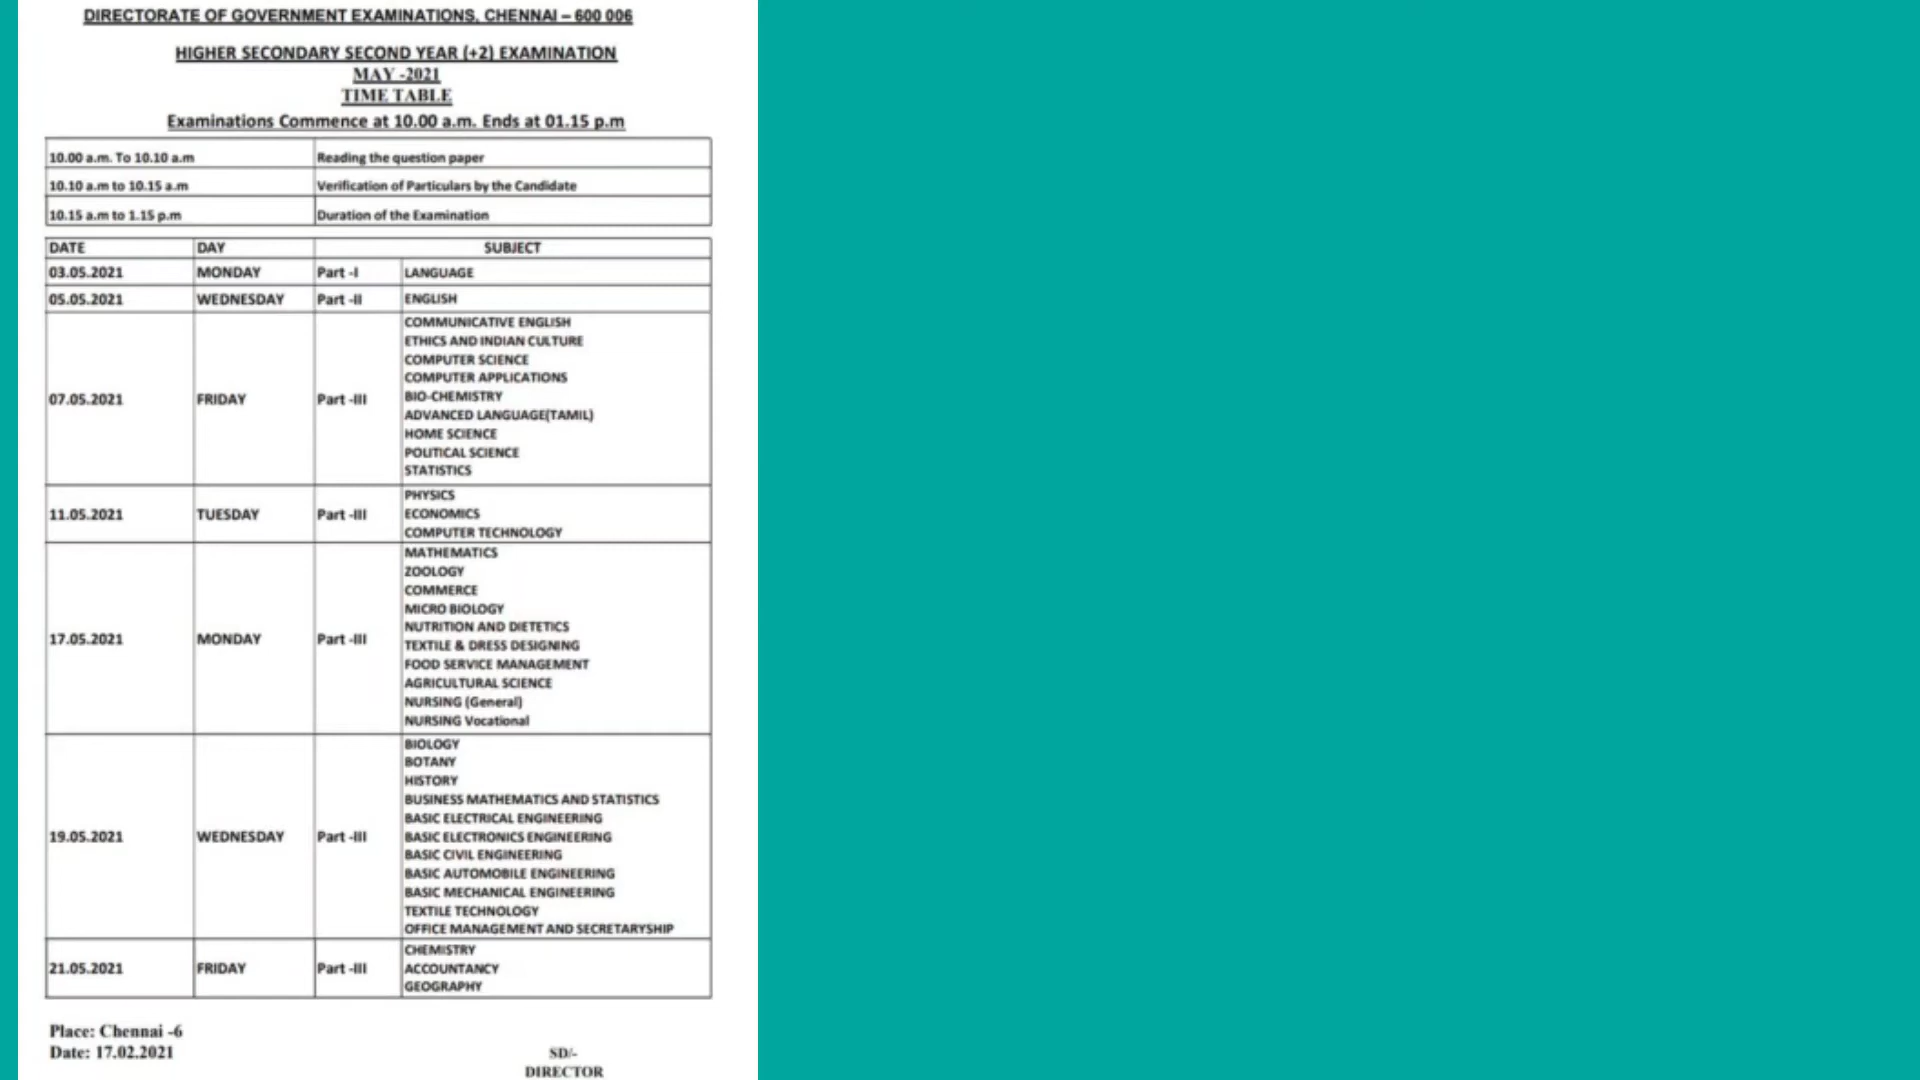 DIRECTORATE OF GOVERNMENT EXAMINATIONS, CHENNAI – 600 006
HIGHER SECONDARY SECOND YEAR (+2) EXAMINATION
MAY -2021
TIME TABLE
Examinations Commence at 10.00 a.m. Ends at 01.15 p.m
10.00 a.m. To 10.10 a.m Reading the question paper
10.10 a.m to 10.15 a.m Verification of Particulars by the Candidate
10.15 a.m to 1.15 p.m Duration of the Examination
DATE DAY SUBJECT
03.05.2021 MONDAY Part -I LANGUAGE
05.05.2021 WEDNESDAY Part -II ENGLISH
07.05.2021 FRIDAY Part -III
COMMUNICATIVE ENGLISH
ETHICS AND INDIAN CULTURE
COMPUTER SCIENCE
COMPUTER APPLICATIONS
BIO-CHEMISTRY
ADVANCED LANGUAGE(TAMIL)
HOME SCIENCE
POLITICAL SCIENCE
STATISTICS
11.05.2021 TUESDAY Part -III
PHYSICS
ECONOMICS
COMPUTER TECHNOLOGY
17.05.2021 MONDAY Part -III
MATHEMATICS
ZOOLOGY
COMMERCE
MICRO BIOLOGY
NUTRITION AND DIETETICS
TEXTILE & DRESS DESIGNING
FOOD SERVICE MANAGEMENT
AGRICULTURAL SCIENCE
NURSING (General)
NURSING Vocational
19.05.2021 WEDNESDAY Part -III
BIOLOGY
BOTANY
HISTORY
BUSINESS MATHEMATICS AND STATISTICS
BASIC ELECTRICAL ENGINEERING
BASIC ELECTRONICS ENGINEERING
BASIC CIVIL ENGINEERING
BASIC AUTOMOBILE ENGINEERING
BASIC MECHANICAL ENGINEERING
TEXTILE TECHNOLOGY
OFFICE MANAGEMENT AND SECRETARYSHIP
21.05.2021 FRIDAY Part -III
CHEMISTRY
ACCOUNTANCY
GEOGRAPHY
Place: Chennai -6
Date: 17.02.2021
SD/-
DIRECTOR